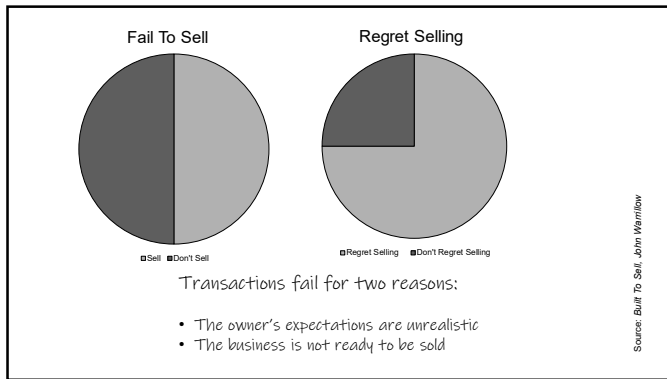 Fail To Sell
Sell Don't Sell
Regret Selling
Regret Selling Don't Regret Selling
Transactions fail for two reasons:
• The owner's expectations are unrealistic
• The business is not ready to be sold
Source: Built To Sell, John Warrillow